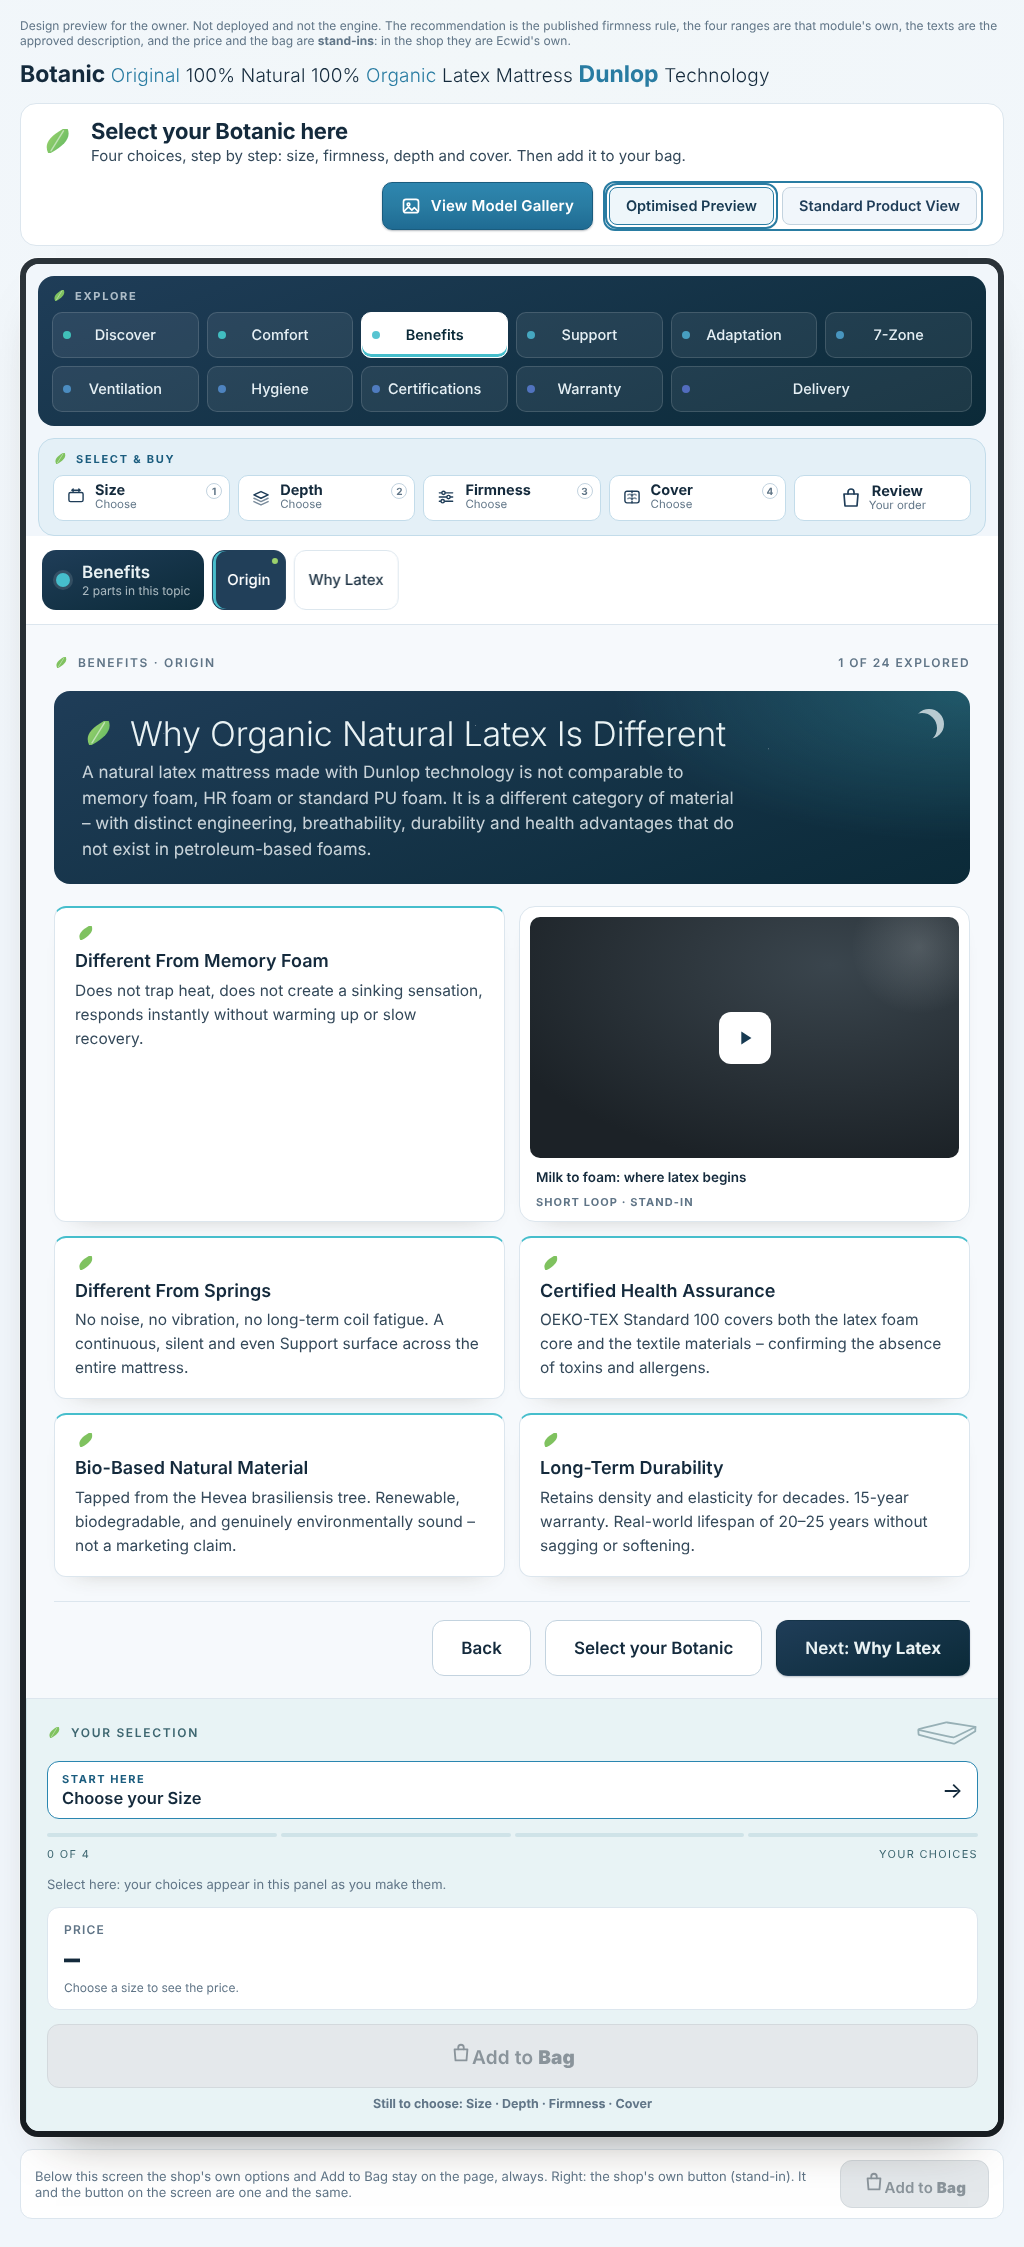 Design preview for the owner. Not deployed and not the engine. The recommendation is the published firmness rule, the four ranges are that module's own, the texts are the
approved description, and the price and the bag are stand-ins: in the shop they are Ecwid's own.
Botanic Original 100% Natural 100% Organic Latex Mattress Dunlop Technology
Select your Botanic here
Four choices, step by step: size, firmness, depth and cover. Then add it to your bag.
View Model Gallery
Optimised Preview
Standard Product View
EXPLORE
Discover
Comfort
Benefits
Support
Adaptation
7-Zone
Ventilation
Hygiene
Certifications
Warranty
Delivery
SELECT & BUY
Size
Choose
1
Depth
Choose
2
Firmness
Choose
3
Cover
Choose
4
Review
Your order
Benefits
2 parts in this topic
Origin
Why Latex
BENEFITS · ORIGIN
1 OF 24 EXPLORED
Why Organic Natural Latex Is Different
A natural latex mattress made with Dunlop technology is not comparable to
memory foam, HR foam or standard PU foam. It is a different category of material
– with distinct engineering, breathability, durability and health advantages that do
not exist in petroleum-based foams.
Different From Memory Foam
Does not trap heat, does not create a sinking sensation,
responds instantly without warming up or slow
recovery.
Milk to foam: where latex begins
SHORT LOOP · STAND-IN
Different From Springs
No noise, no vibration, no long-term coil fatigue. A
continuous, silent and even Support surface across the
entire mattress.
Certified Health Assurance
OEKO-TEX Standard 100 covers both the latex foam
core and the textile materials – confirming the absence
of toxins and allergens.
Bio-Based Natural Material
Tapped from the Hevea brasiliensis tree. Renewable,
biodegradable, and genuinely environmentally sound –
not a marketing claim.
Long-Term Durability
Retains density and elasticity for decades. 15-year
warranty. Real-world lifespan of 20–25 years without
sagging or softening.
Back
Select your Botanic
Next: Why Latex
YOUR SELECTION
START HERE
Choose your Size
0 OF 4
YOUR CHOICES
Select here: your choices appear in this panel as you make them.
PRICE
–
Choose a size to see the price.
Add to Bag
Still to choose: Size · Depth · Firmness · Cover
Below this screen the shop's own options and Add to Bag stay on the page, always. Right: the shop's own button (stand-in). It
and the button on the screen are one and the same.
Add to Bag